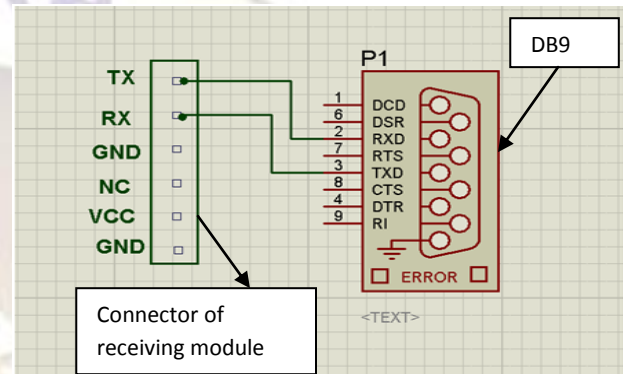 TX
RX
GND
NC
VCC
GND
Connector of
receiving module
P1
DB9
1 DCD
6 DSR
2 RXD
7 RTS
3 TXD
8 CTS
4 DTR
9 RI
ERROR
<TEXT>